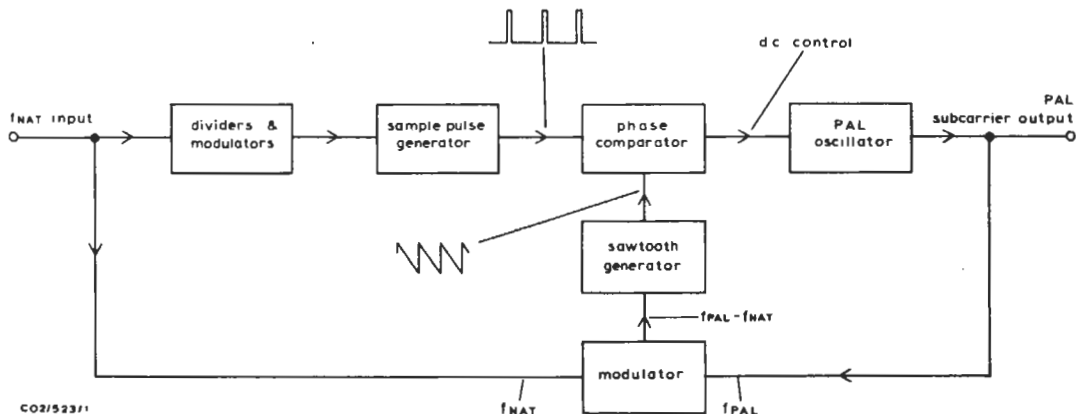 fNAT input
dividers &
modulators
sample pulse
generator
phase
comparator
dc control
PAL
oscillator
PAL
subcarrier output
sawtooth
generator
fPAL-fNAT
modulator
fNAT
fPAL
CO2/523/1